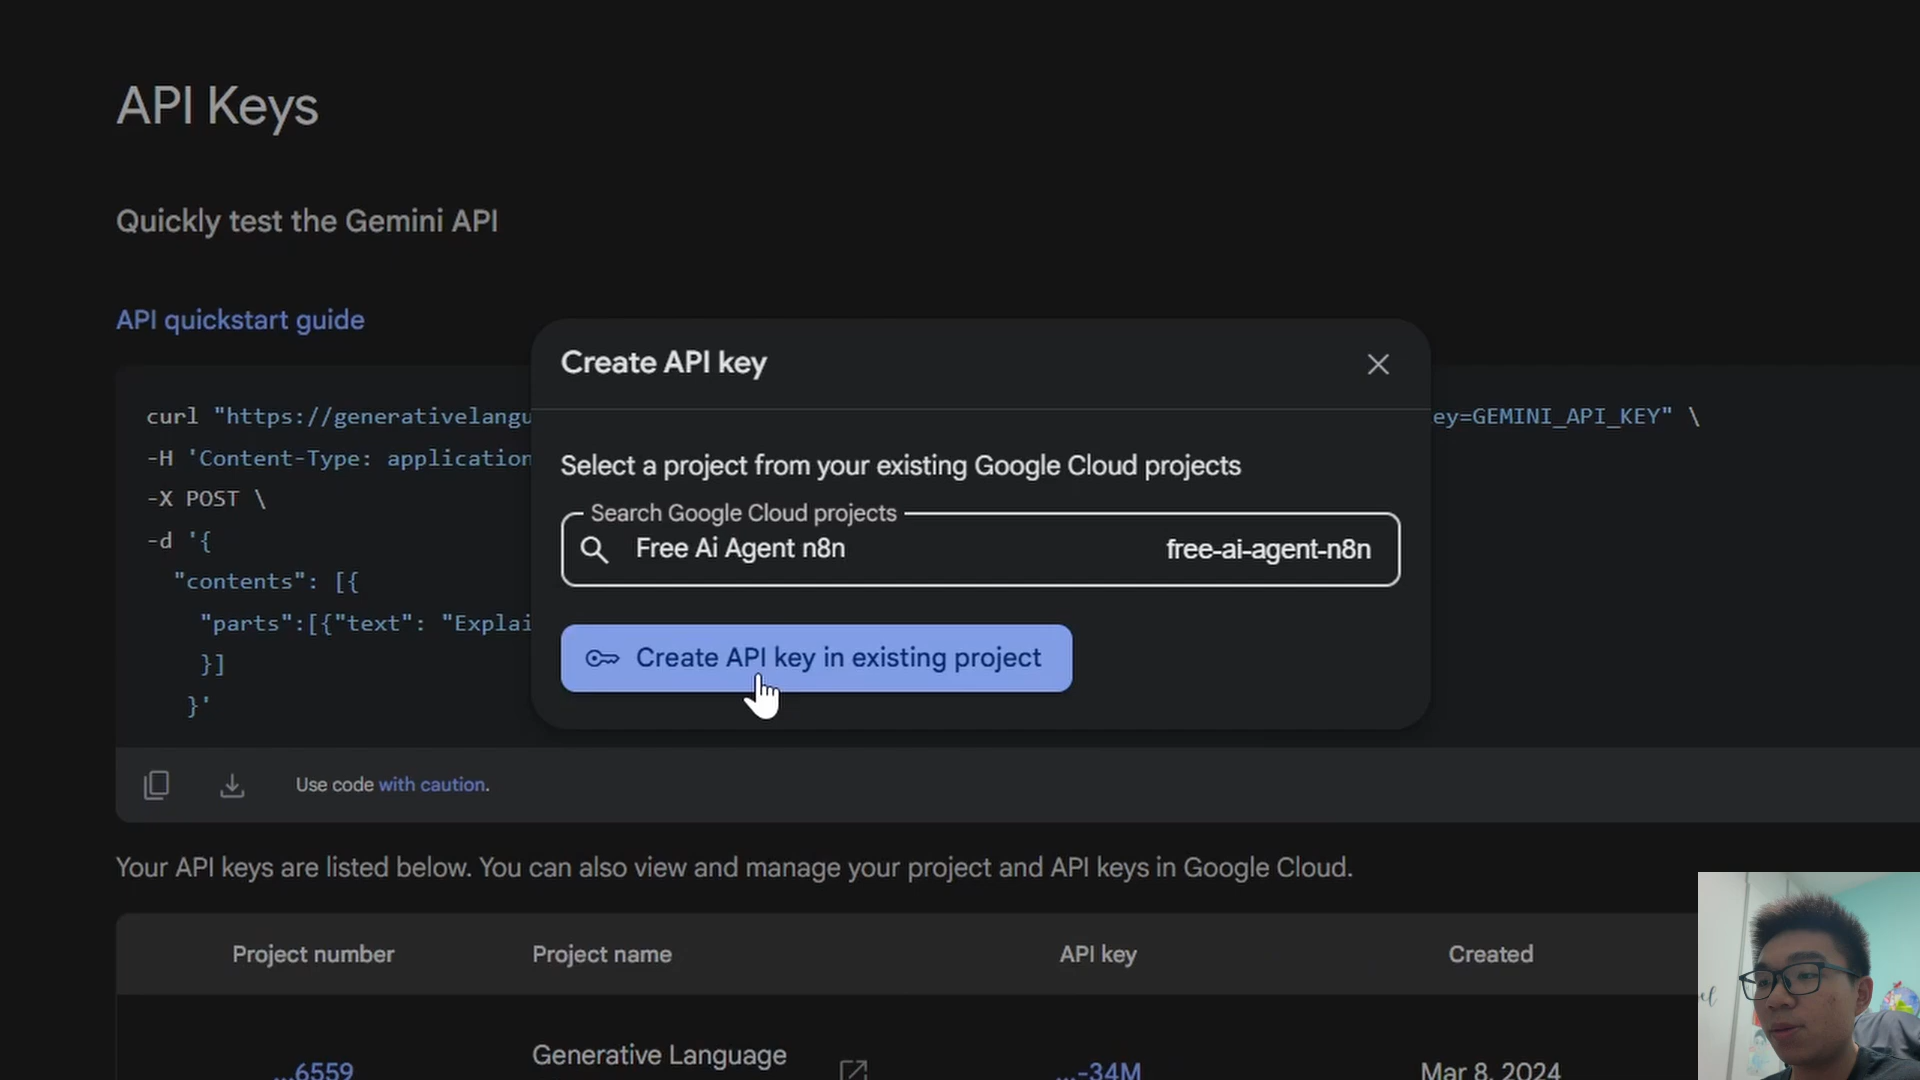 API Keys
Quickly test the Gemini API
API quickstart guide
Create API key
curl "https://generativelangu
ey=GEMINI_API_KEY" \
-H 'Content-Type: application
Select a project from your existing Google Cloud projects
-X POST \
Search Google Cloud projects
Free Ai Agent n8n free-ai-agent-n8n
-d '{
"contents": [{
"parts":[{"text": "Explai
Create API key in existing project
}]
}'
Use code with caution.
Your API keys are listed below. You can also view and manage your project and API keys in Google Cloud.
Project number Project name API key Created
Generative Language
...6559 ...-34M Mar 8, 2024